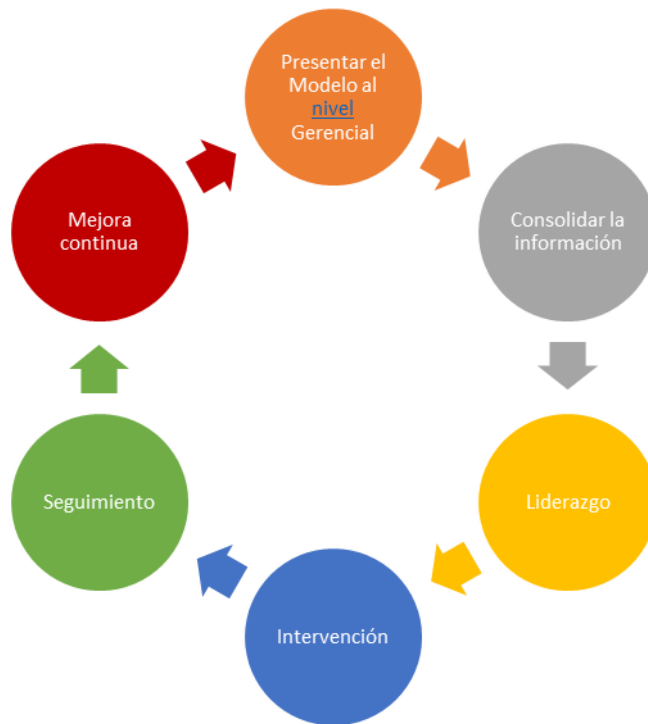 Presentar el
Modelo al
nivel
Gerencial
Consolidar la
información
Liderazgo
Intervención
Seguimiento
Mejora
continua